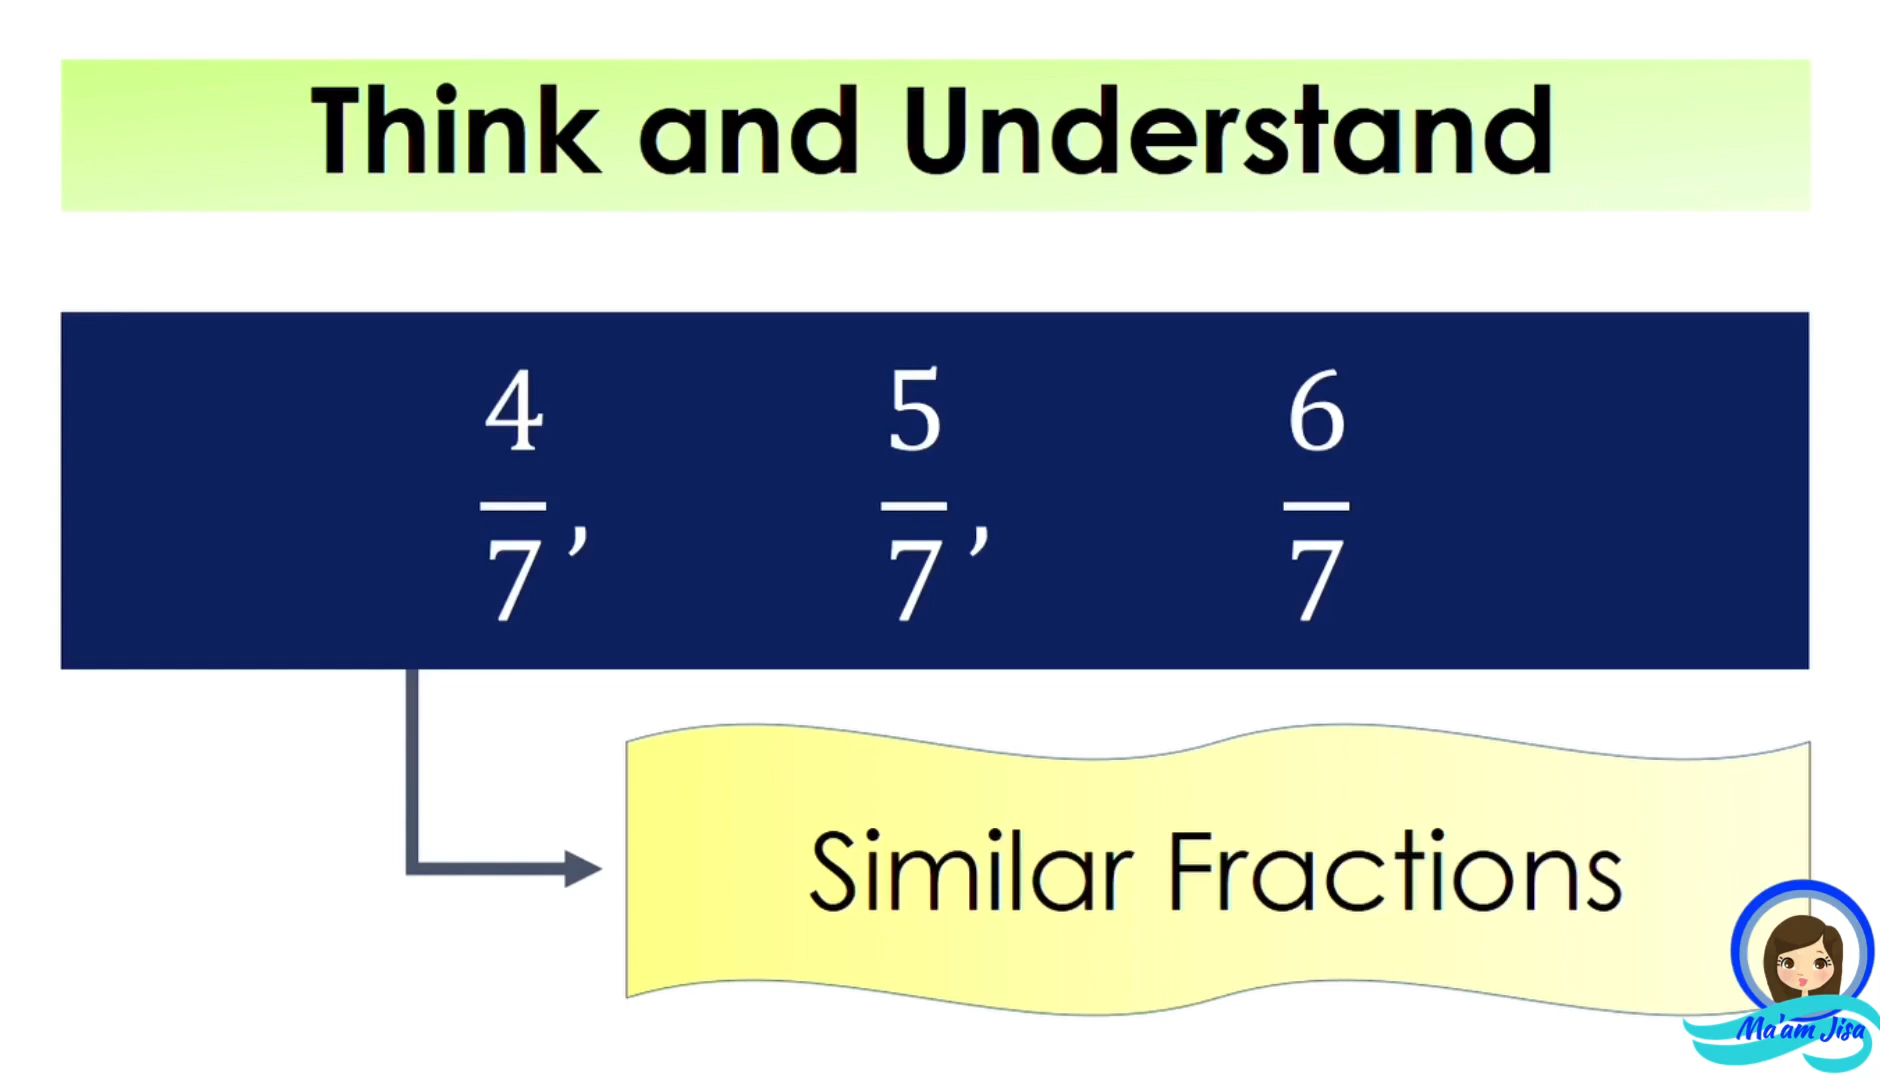 Think and Understand
4/7, 5/7, 6/7
Similar Fractions
Ma'am Jisa